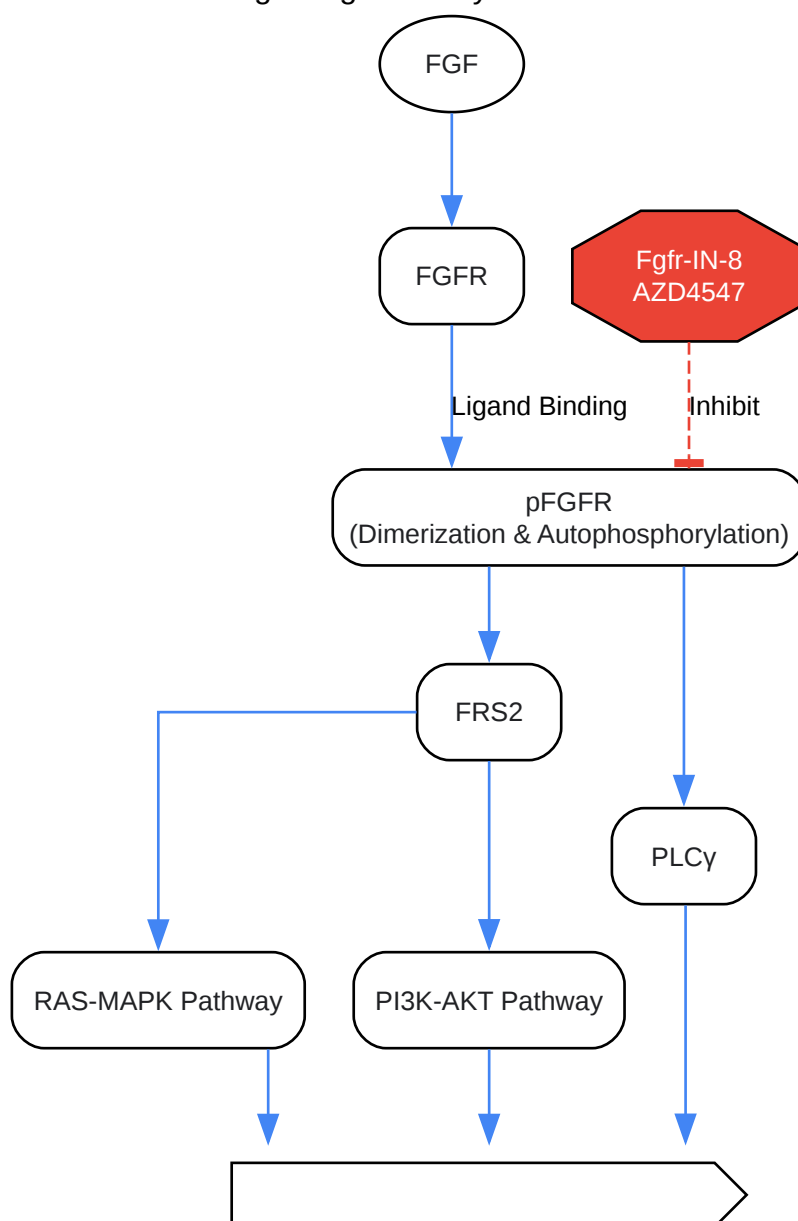 FGF
FGFR
Fgfr-IN-8
AZD4547
Ligand Binding
Inhibit
pFGFR
(Dimerization & Autophosphorylation)
FRS2
PLCγ
RAS-MAPK Pathway
PI3K-AKT Pathway